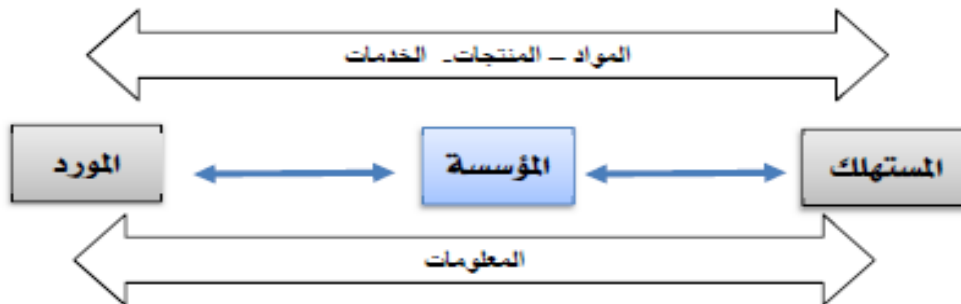 المواد – المنتجات- الخدمات
المستهلك
المؤسسة
المورد
المعلومات